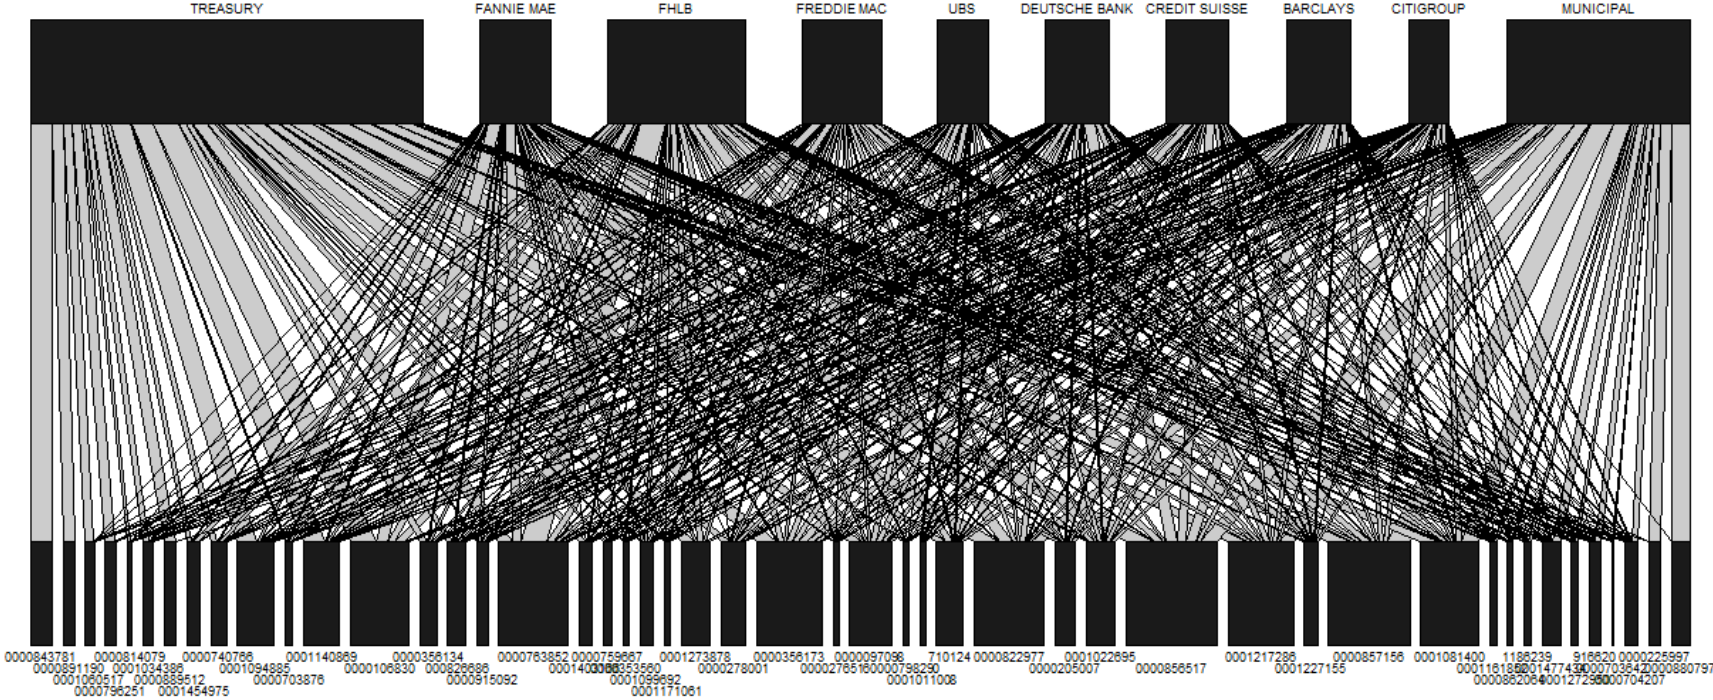 TREASURY FANNIE MAE FHLB FREDDIE MAC UBS DEUTSCHE BANK CREDIT SUISSE BARCLAYS CITIGROUP MUNICIPAL
0000843781 0000814079 0000740766 0001140869 0000356134 0000763852 0000759667 0001273878 0000356173 0000097098 710124 0000822977 0001022695 0001217286 0000857156 0001081400 1186239 916620 0000225997
0000891190 0001034386 0001094885 0000106830 0000826686 0000278001 0000798290 0000205007 0000856517 0001227155 0000880797
0001060517 0000889512 0000703876 0000915092 0001099692 0001011008 0000862064 0000704207
0000796251 0001454975 0001171061